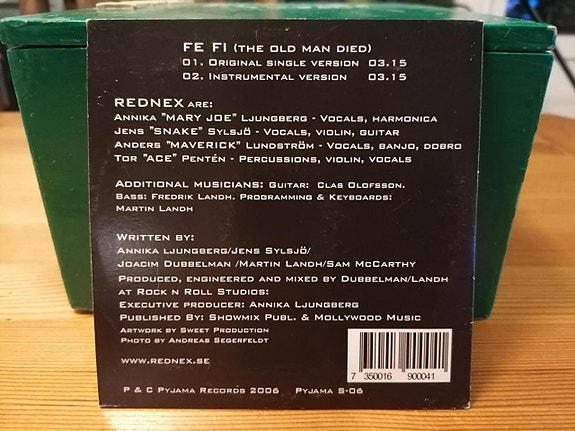 FE FI (THE OLD MAN DIED)
01. ORIGINAL SINGLE VERSION 03.15
02. INSTRUMENTAL VERSION 03.15
REDNEX ARE:
ANNIKA "MARY JOE" LJUNGBERG - VOCALS, HARMONICA
JENS "SNAKE" SYLSJÖ - VOCALS, VIOLIN, GUITAR
ANDERS "MAVERICK" LUNDSTRÖM - VOCALS, BANJO, DOBRO
TOR "ACE" PENTÉN - PERCUSSIONS, VIOLIN, VOCALS
ADDITIONAL MUSICIANS: GUITAR: CLAS OLOFSSON.
BASS: FREDRIK LANDH. PROGRAMMING & KEYBOARDS:
MARTIN LANDH
WRITTEN BY:
ANNIKA LJUNGBERG/JENS SYLSJÖ/
JOACIM DUBBELMAN /MARTIN LANDH/SAM MCCARTHY
PRODUCED, ENGINEERED AND MIXED BY DUBBELMAN/LANDH
AT ROCK N ROLL STUDIOS:
EXECUTIVE PRODUCER: ANNIKA LJUNGBERG
PUBLISHED BY: SHOWMIX PUBL. & MOLLYWOOD MUSIC
ARTWORK BY SWEET PRODUCTION
PHOTO BY ANDREAS SEGERFELDT
WWW.REDNEX.SE
7 350016 900041
P & C PYJAMA RECORDS 2006 PYJAMA S-06